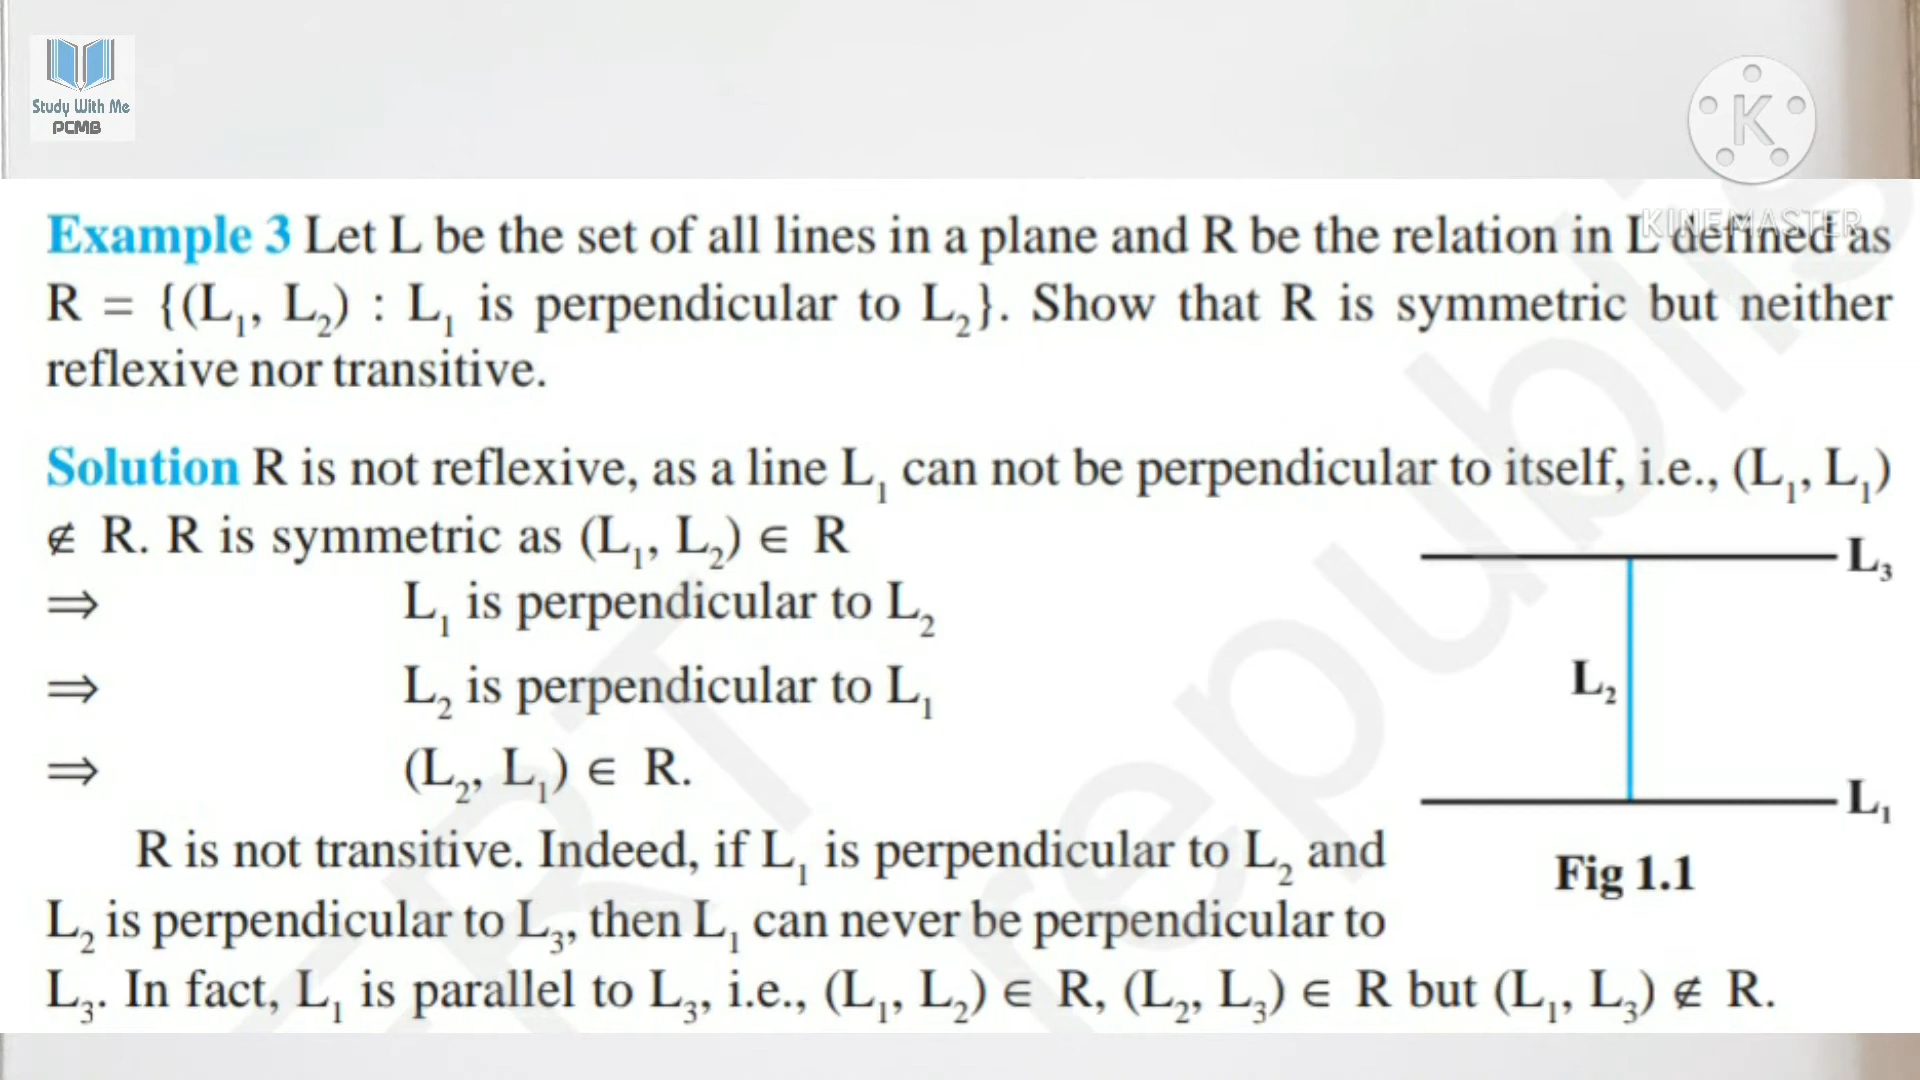 Study With Me
PCMB
K
KINEMASTER
Example 3 Let L be the set of all lines in a plane and R be the relation in L defined as
R = {(L₁, L₂) : L₁ is perpendicular to L₂}. Show that R is symmetric but neither
reflexive nor transitive.
Solution R is not reflexive, as a line L₁ can not be perpendicular to itself, i.e., (L₁, L₁)
∉ R. R is symmetric as (L₁, L₂) ∈ R
⇒ L₁ is perpendicular to L₂
⇒ L₂ is perpendicular to L₁
⇒ (L₂, L₁) ∈ R.
L₃
L₂
L₁
Fig 1.1
R is not transitive. Indeed, if L₁ is perpendicular to L₂ and
L₂ is perpendicular to L₃, then L₁ can never be perpendicular to
L₃. In fact, L₁ is parallel to L₃, i.e., (L₁, L₂) ∈ R, (L₂, L₃) ∈ R but (L₁, L₃) ∉ R.